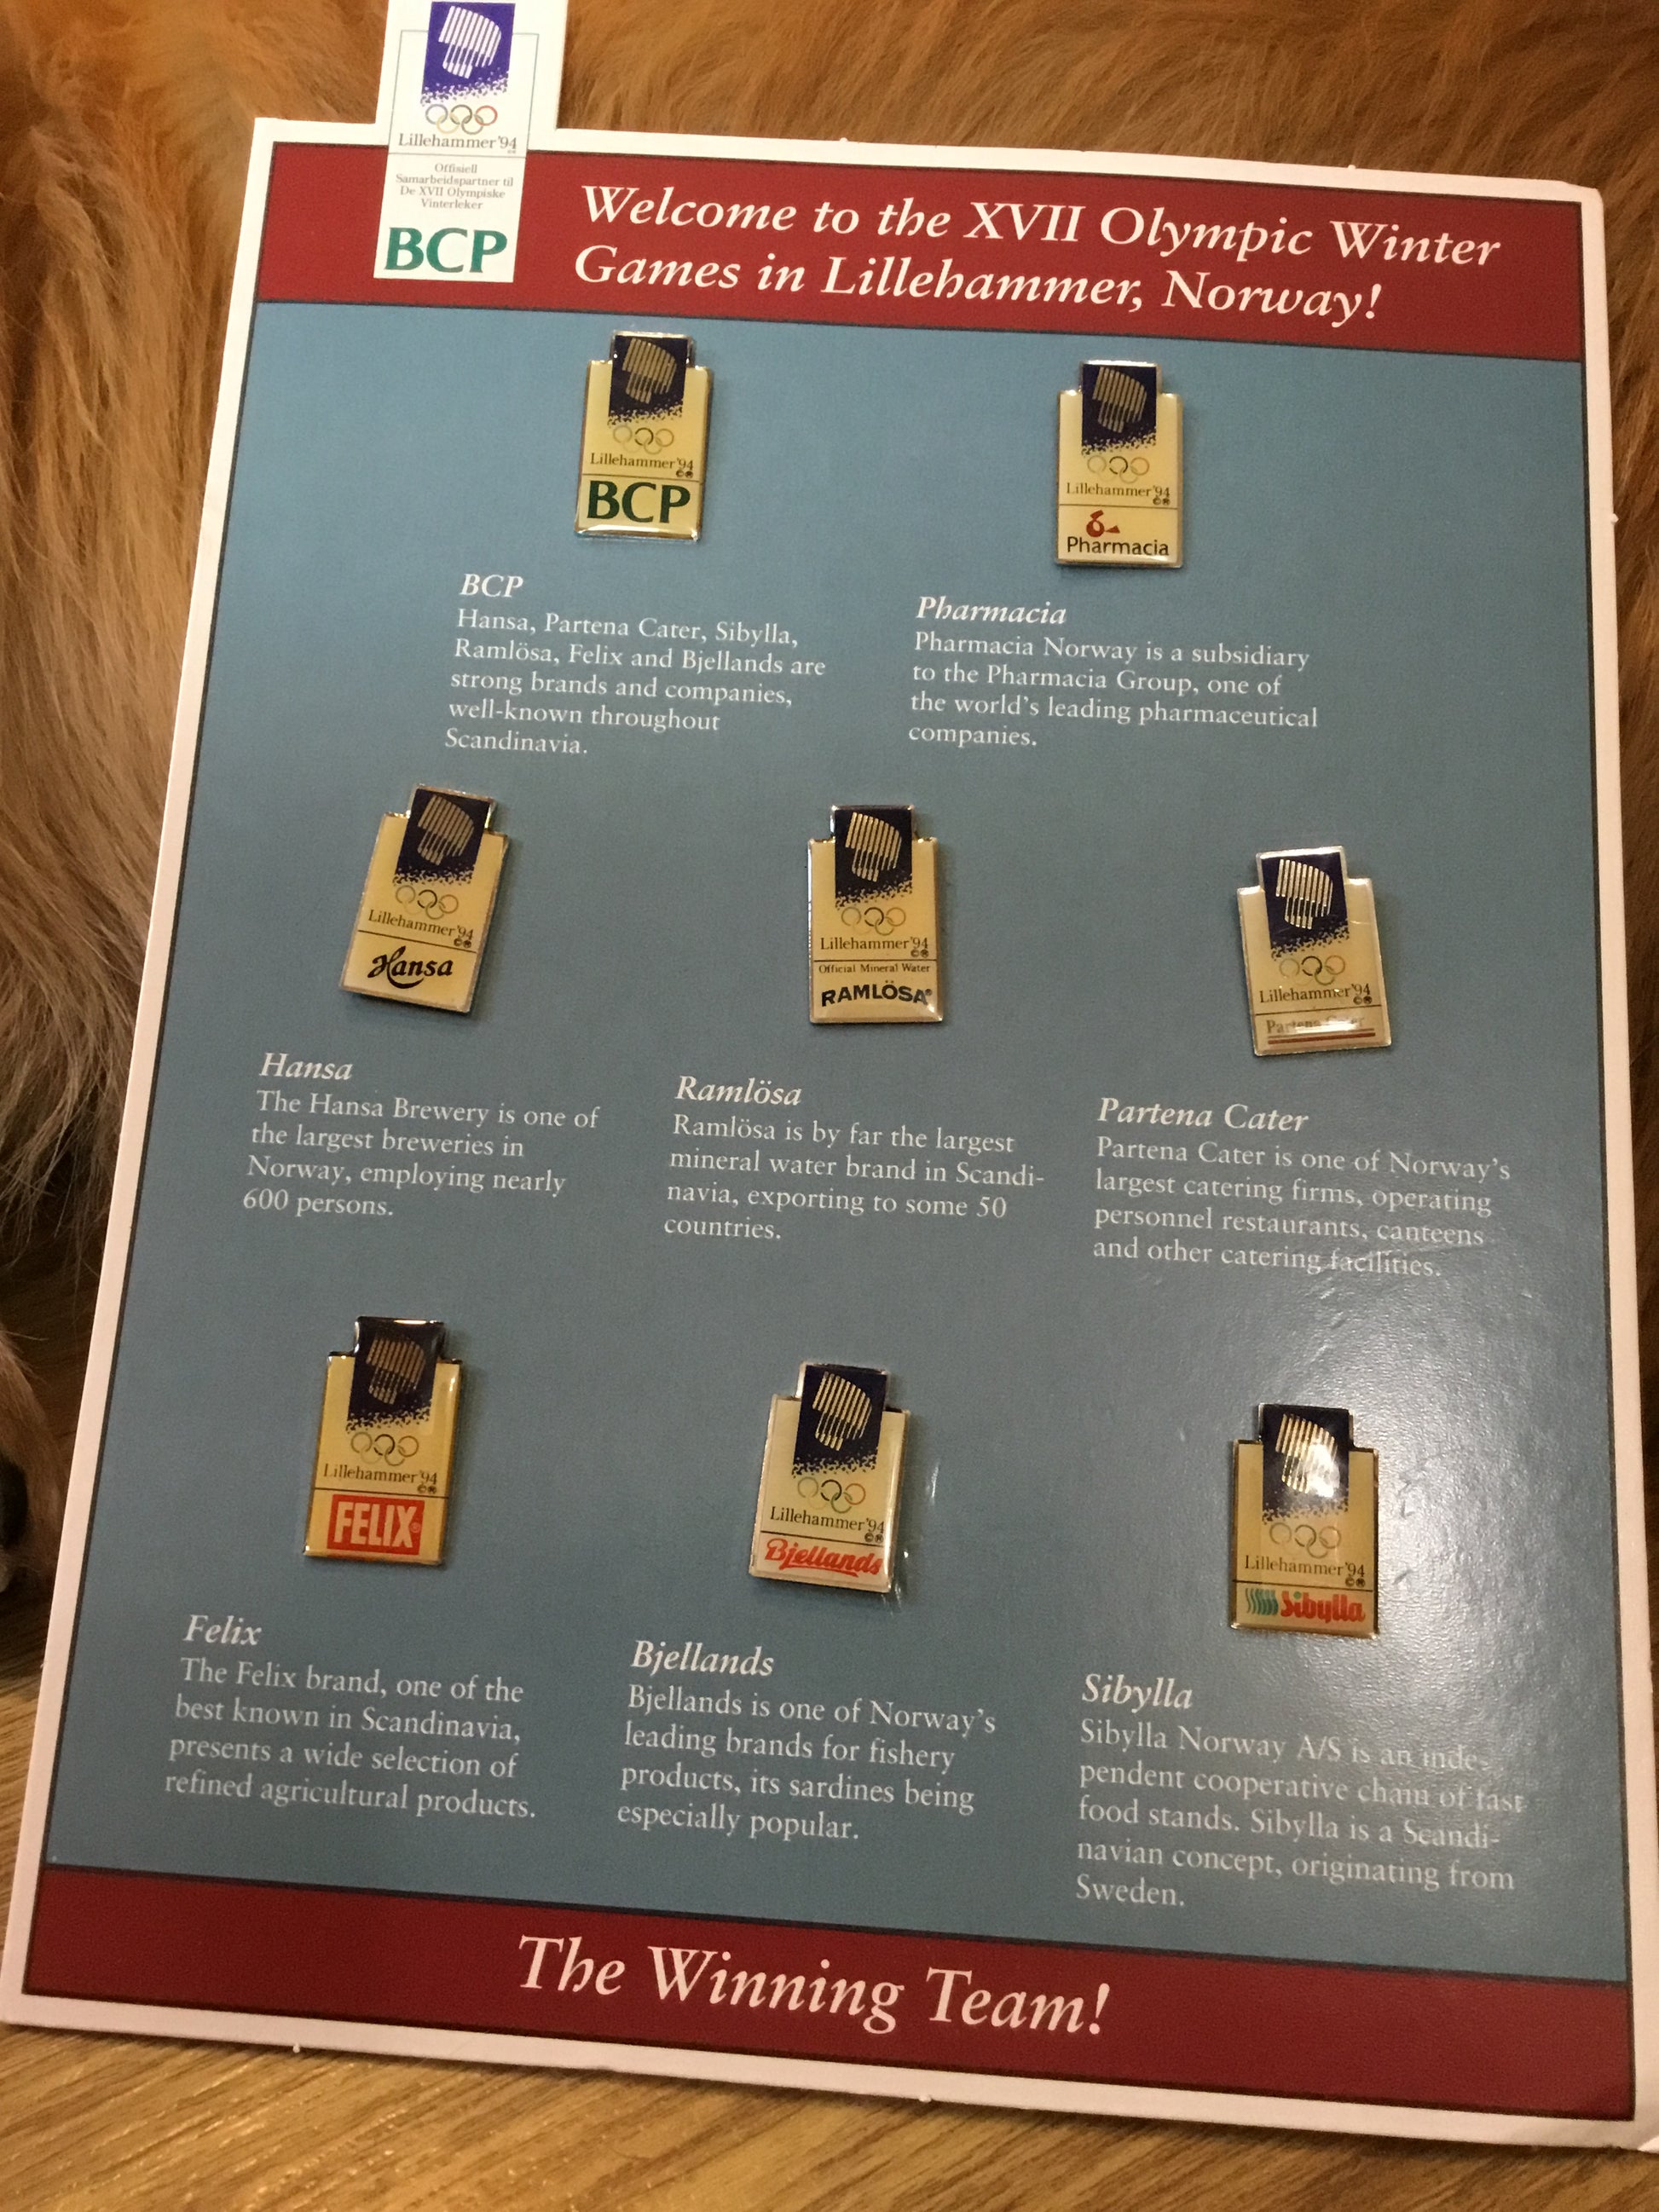 Lillehammer'94
Offisiell
Samarbeidspartner til
De XVII Olympiske
Vinterleker
BCP
Welcome to the XVII Olympic Winter
Games in Lillehammer, Norway!
Lillehammer'94
©®
BCP
Lillehammer'94
©®
Pharmacia
BCP
Hansa, Partena Cater, Sibylla,
Ramlösa, Felix and Bjellands are
strong brands and companies,
well-known throughout
Scandinavia.
Pharmacia
Pharmacia Norway is a subsidiary
to the Pharmacia Group, one of
the world's leading pharmaceutical
companies.
Lillehammer'94
©®
Hansa
Lillehammer'94
©®
Official Mineral Water
RAMLÖSA®
Lillehammer'94
©®
Partena Cater
Hansa
The Hansa Brewery is one of
the largest breweries in
Norway, employing nearly
600 persons.
Ramlösa
Ramlösa is by far the largest
mineral water brand in Scandi-
navia, exporting to some 50
countries.
Partena Cater
Partena Cater is one of Norway's
largest catering firms, operating
personnel restaurants, canteens
and other catering facilities.
Lillehammer'94
©®
FELIX®
Lillehammer'94
©®
Bjellands
Lillehammer'94
©®
Sibylla
Felix
The Felix brand, one of the
best known in Scandinavia,
presents a wide selection of
refined agricultural products.
Bjellands
Bjellands is one of Norway's
leading brands for fishery
products, its sardines being
especially popular.
Sibylla
Sibylla Norway A/S is an inde-
pendent cooperative chain of fast
food stands. Sibylla is a Scandi-
navian concept, originating from
Sweden.
The Winning Team!